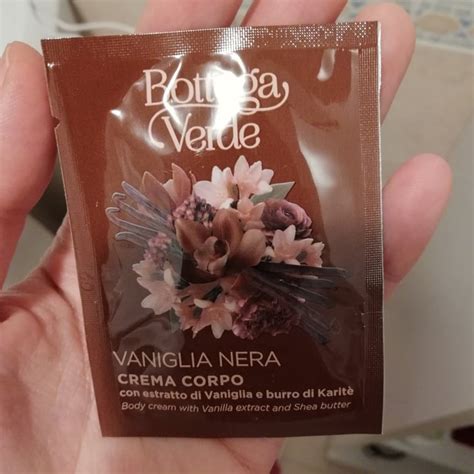 Bottega
Verde
VANIGLIA NERA
CREMA CORPO
con estratto di Vaniglia e burro di Karitè
Body cream with Vanilla extract and Shea butter